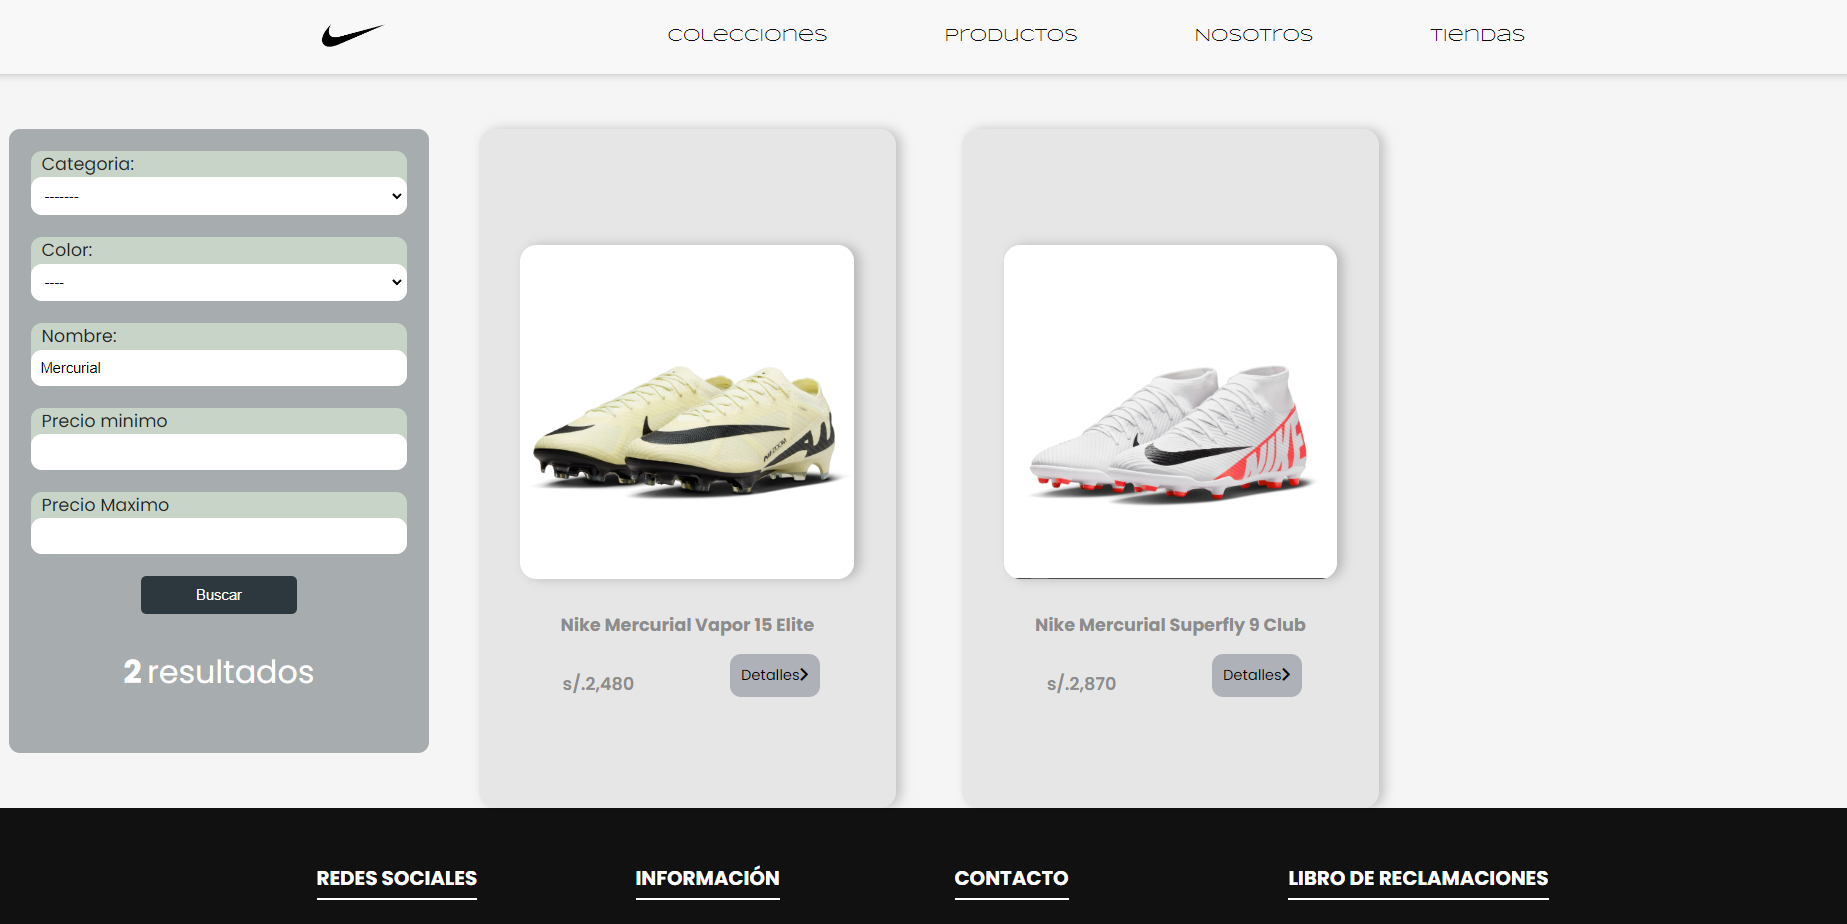 Colecciones
Productos
Nosotros
Tiendas
Categoria:
-------
Color:
----
Nombre:
Mercurial
Precio minimo
Precio Maximo
Buscar
2 resultados
ZOOM
Nike Mercurial Vapor 15 Elite
s/.2,480
Detalles
NIKE
Nike Mercurial Superfly 9 Club
s/.2,870
Detalles
REDES SOCIALES
INFORMACIÓN
CONTACTO
LIBRO DE RECLAMACIONES